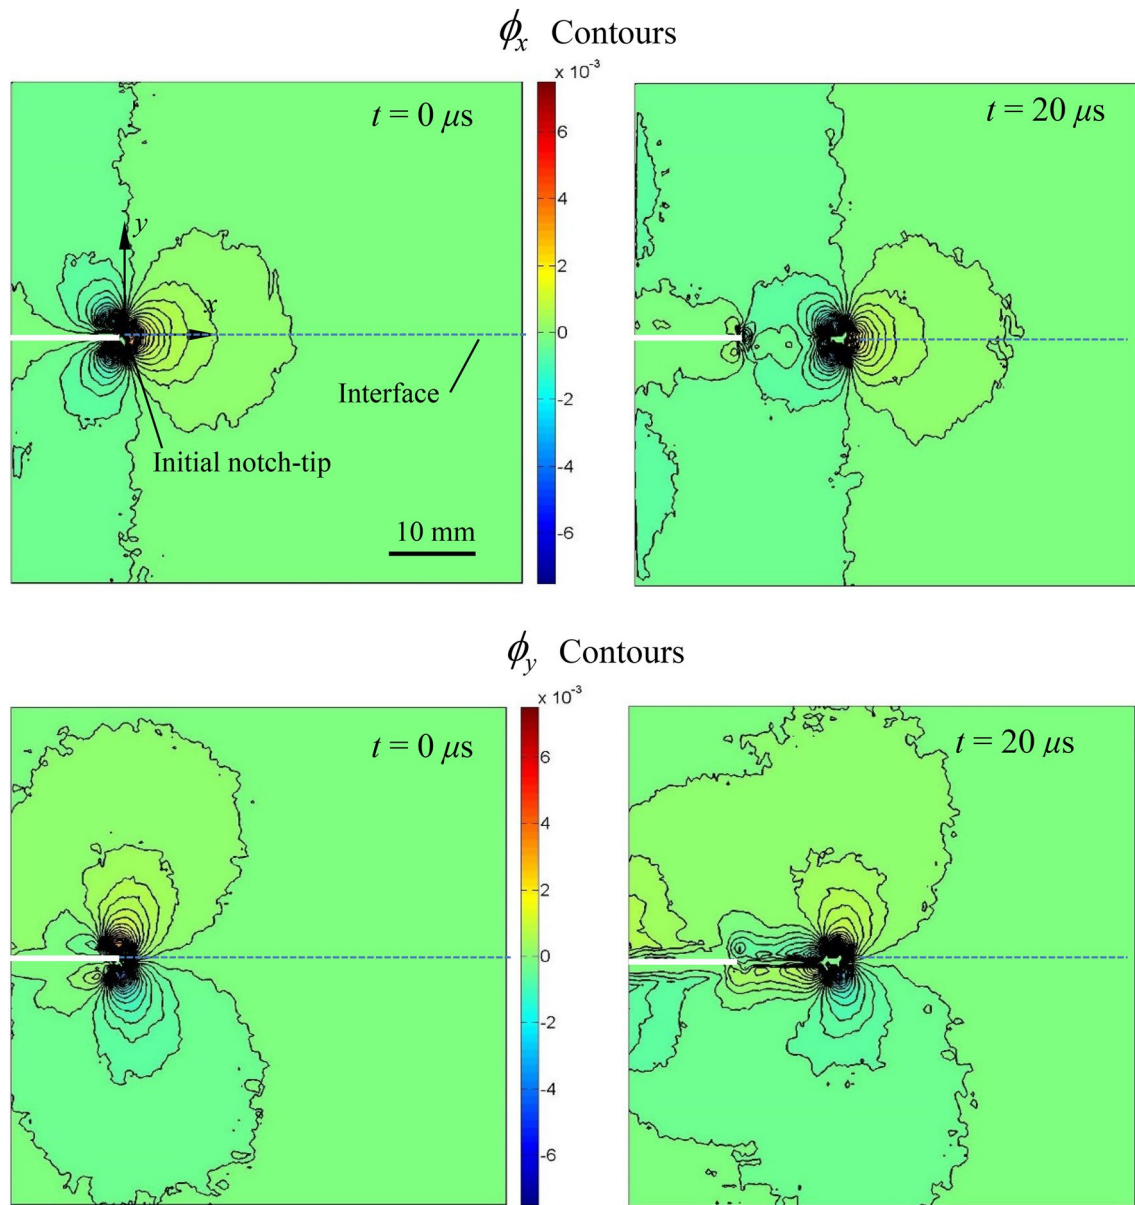 ϕx Contours
x 10⁻³
t = 0 μs
t = 20 μs
6
4
2
0
-2
-4
-6
y
x
Interface
Initial notch-tip
10 mm
ϕy Contours
x 10⁻³
t = 0 μs
t = 20 μs
6
4
2
0
-2
-4
-6